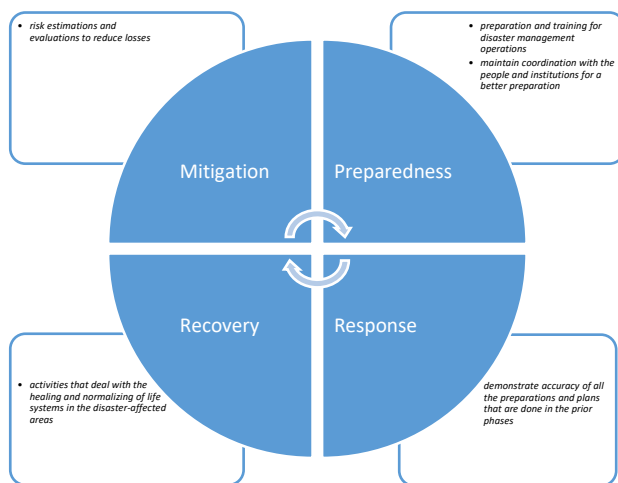 • risk estimations and
evaluations to reduce losses
• preparation and training for
disaster management
operations
• maintain coordination with the
people and institutions for a
better preparation
Mitigation
Preparedness
Recovery
Response
• activities that deal with the
healing and normalizing of life
systems in the disaster-affected
areas
demonstrate accuracy of all
the preparations and plans
that are done in the prior
phases